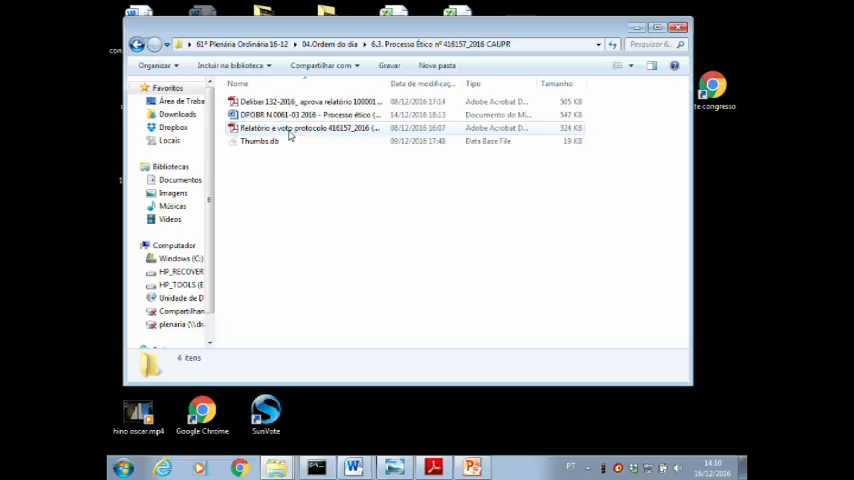 61ª Plenária Ordinária 16-12 ▸ 04.Ordem do dia ▸ 6.3. Processo Ético nº 416157_2016 CAUPR
Pesquisar 6...
Organizar
Incluir na biblioteca
Compartilhar com
Gravar
Nova pasta
Nome
Data de modificaç...
Tipo
Tamanho
Deliber 132-2016_ aprova relatório 100001...
08/12/2016 17:14
Adobe Acrobat D...
505 KB
DPOBR N 0061-03 2016 - Processo ético (...
14/12/2016 18:13
Documento do Mi...
547 KB
Relatório e voto protocolo 416157_2016 (...
08/12/2016 16:07
Adobe Acrobat D...
324 KB
Thumbs.db
09/12/2016 17:48
Data Base File
19 KB
Favoritos
Área de Traba
Downloads
Dropbox
Locais
Bibliotecas
Documentos
Imagens
Músicas
Vídeos
Computador
Windows (C:)
HP_RECOVER
HP_TOOLS (E
Unidade de D
Compartilhan
plenaria (\\dr
4 itens
te congresso
hino oscar.mp4
Google Chrome
SunVote
PT
14:10
16/12/2016